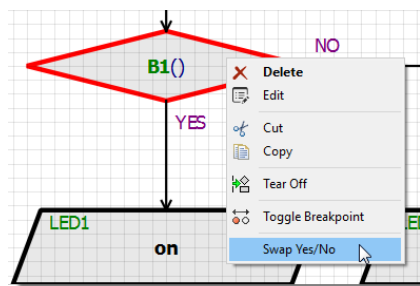 NO
B1()
Delete
Edit
YES
Cut
Copy
Tear Off
Toggle Breakpoint
LED1
on
Swap Yes/No